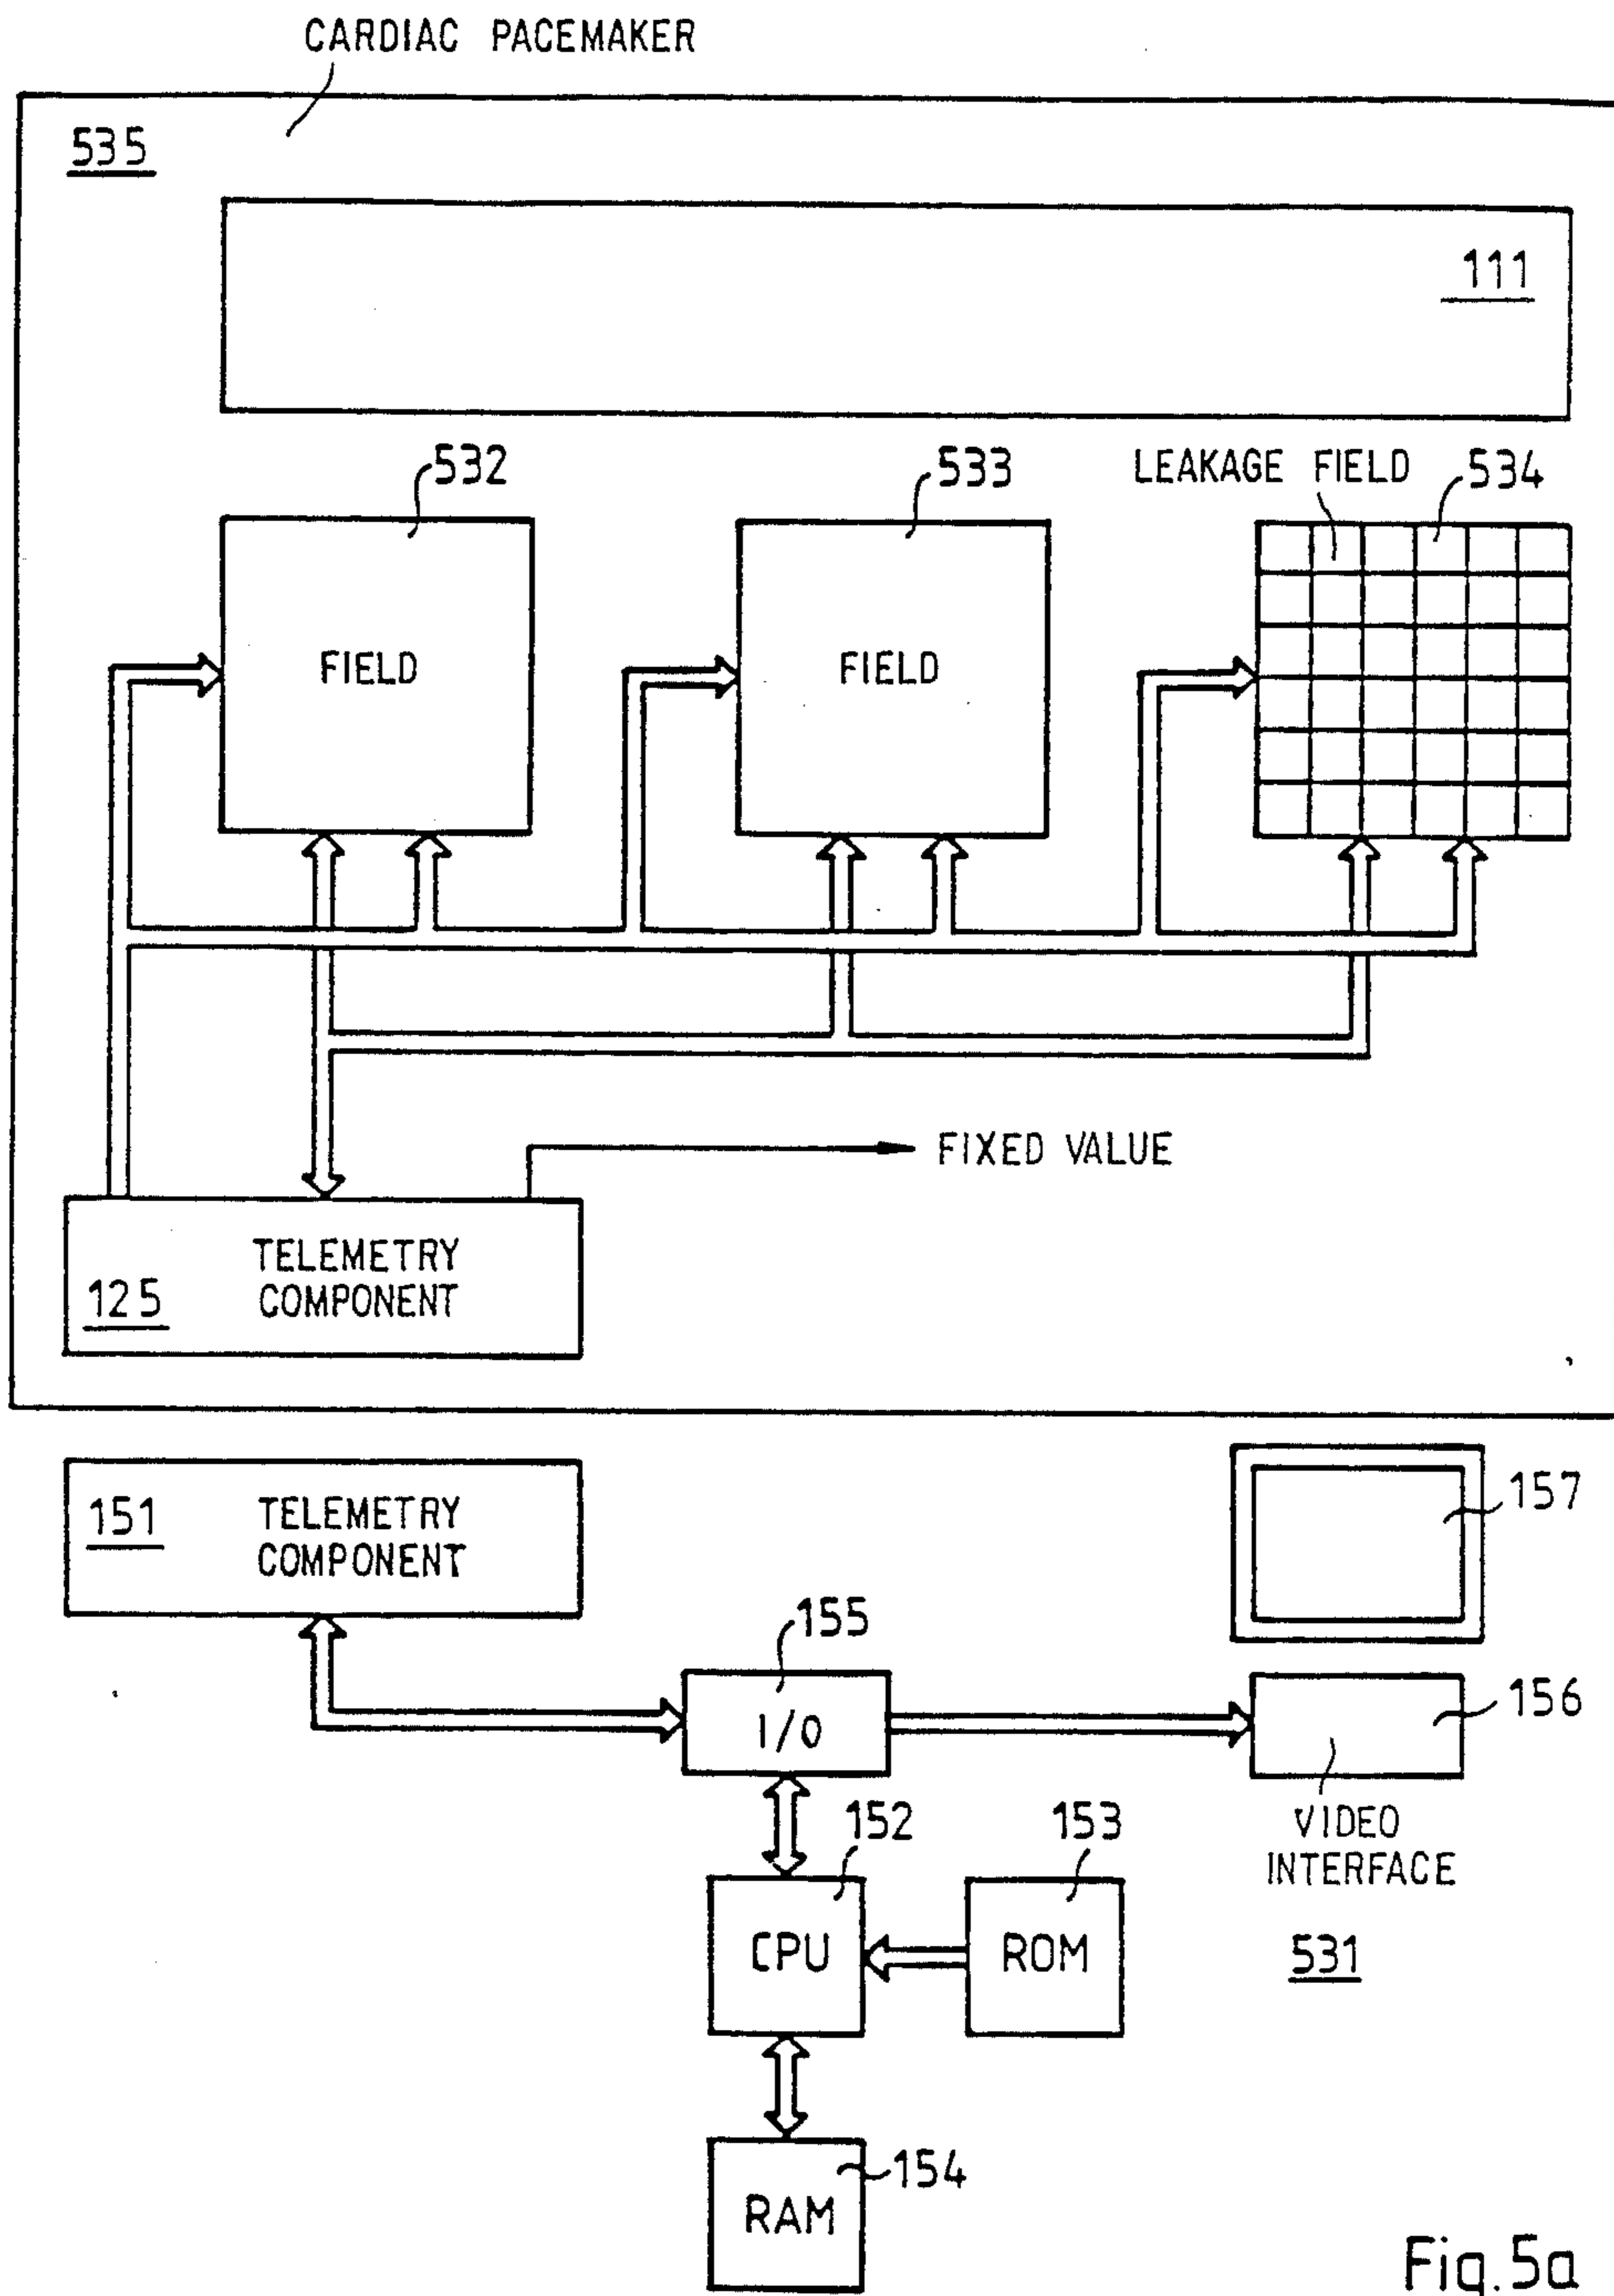 CARDIAC PACEMAKER
535
111
532
533
LEAKAGE FIELD
534
FIELD
FIELD
FIXED VALUE
125
TELEMETRY
COMPONENT
151
TELEMETRY
COMPONENT
157
155
I/O
156
VIDEO
INTERFACE
152
153
CPU
ROM
531
154
RAM
Fig.5a